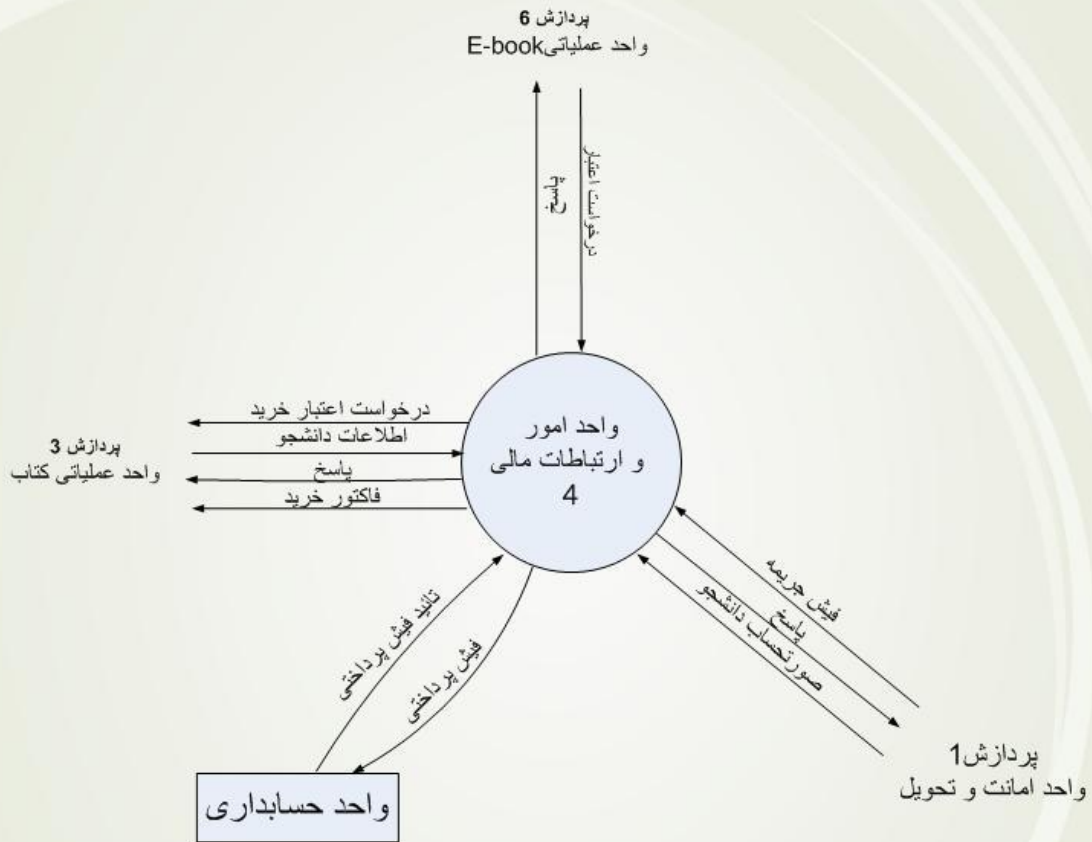 پردازش 6
واحد عملیاتیE-book
پاسخ
درخواست اعتبار
واحد امور
و ارتباطات مالی
4
درخواست اعتبار خرید
اطلاعات دانشجو
پاسخ
فاکتور خرید
پردازش 3
واحد عملیاتی کتاب
فیش جریمه
پاسخ
صورتحساب دانشجو
تائید فیش پرداختی
فیش پرداختی
پردازش1
واحد امانت و تحویل
واحد حسابداری